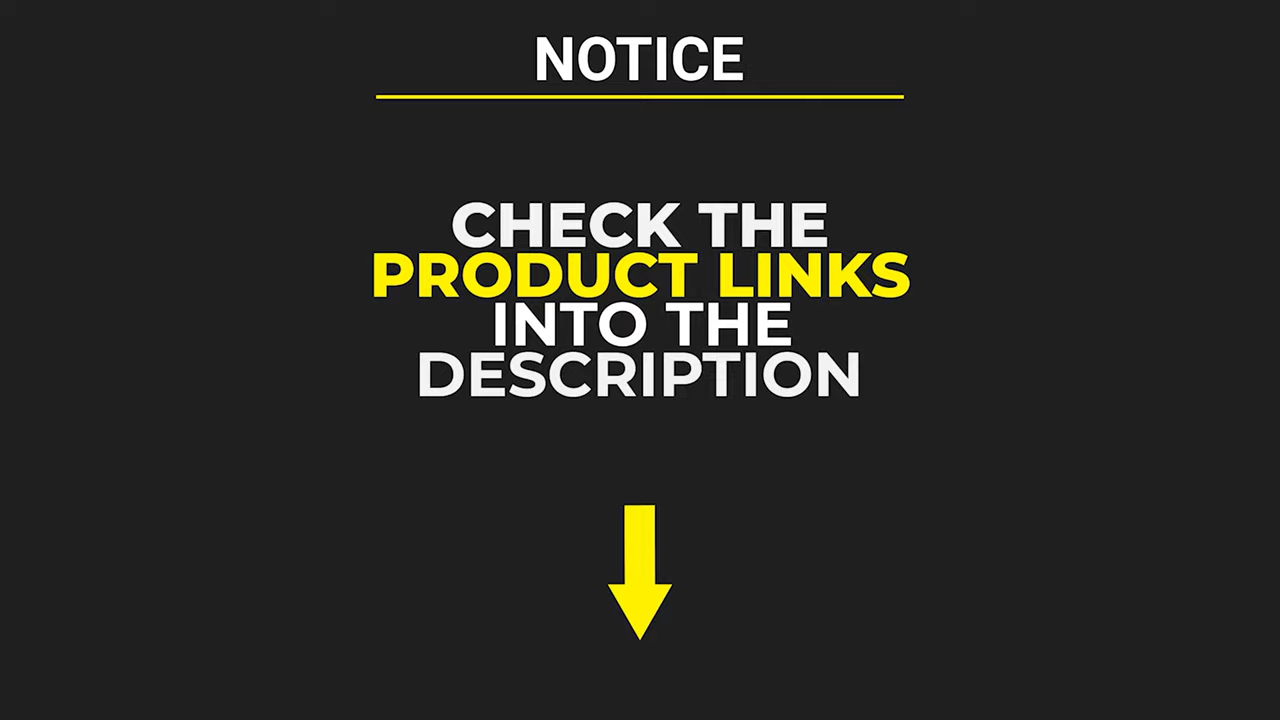 NOTICE
CHECK THE
PRODUCT LINKS
INTO THE
DESCRIPTION